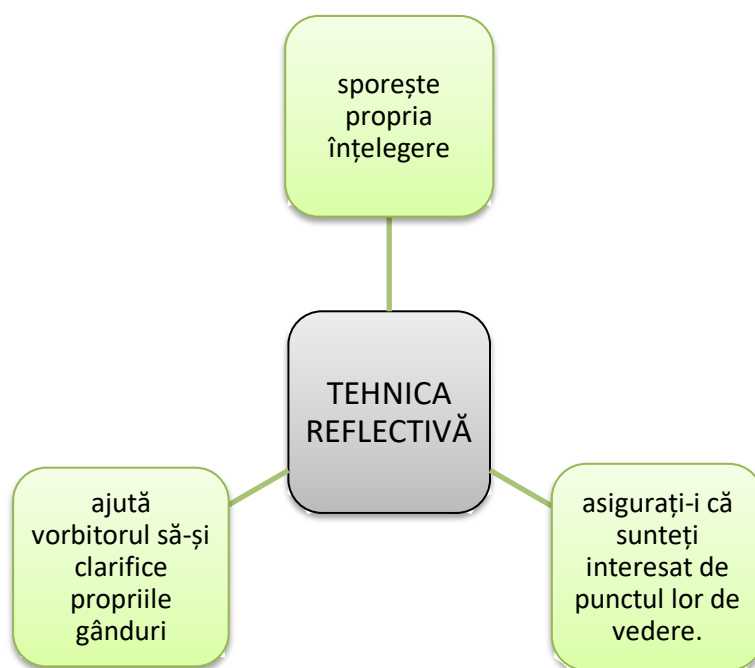 sporește
propria
înțelegere
TEHNICA
REFLECTIVĂ
ajută
vorbitorul să-și
clarifice
propriile
gânduri
asigurați-i că
sunteți
interesat de
punctul lor de
vedere.